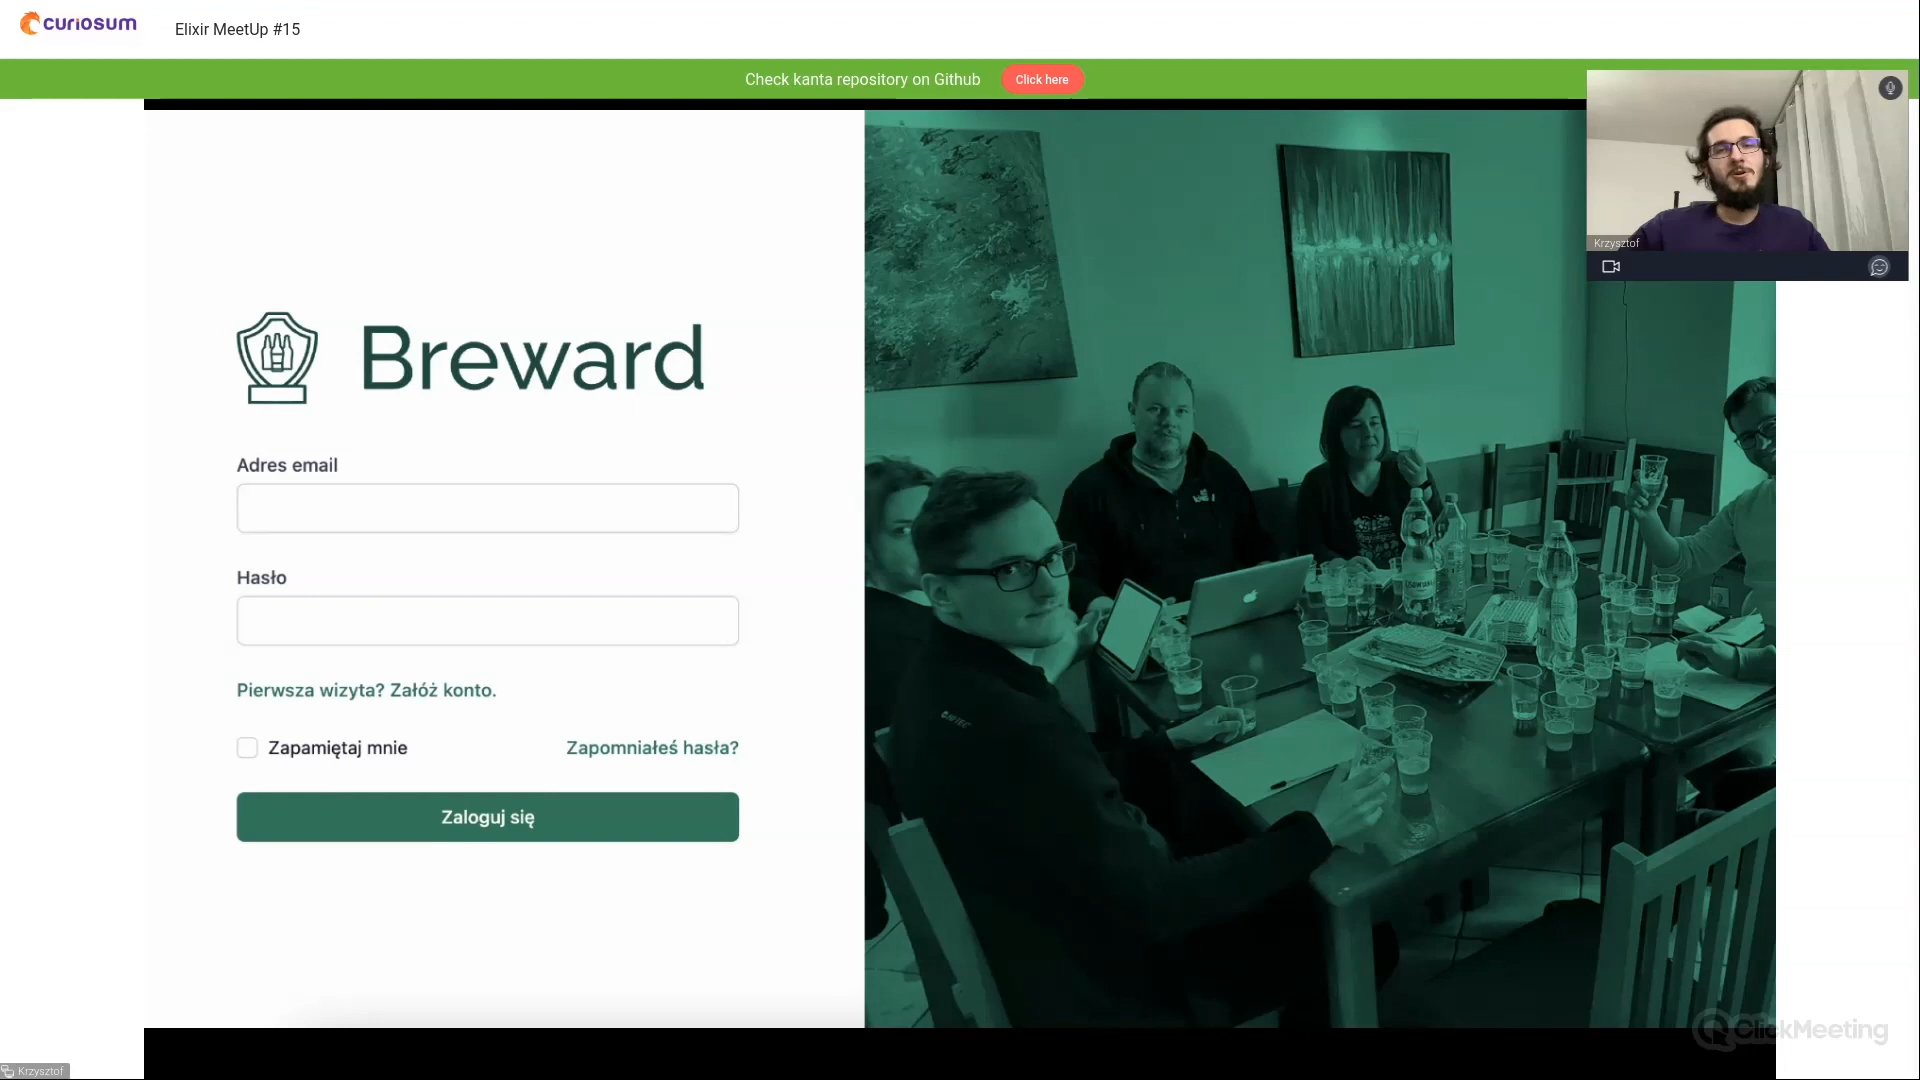 curiosum
Elixir MeetUp #15
Check kanta repository on Github
Click here
Krzysztof
Breward
Adres email
Hasło
Pierwsza wizyta? Załóż konto.
Zapamiętaj mnie
Zapomniałeś hasła?
Zaloguj się
ClickMeeting
Krzysztof